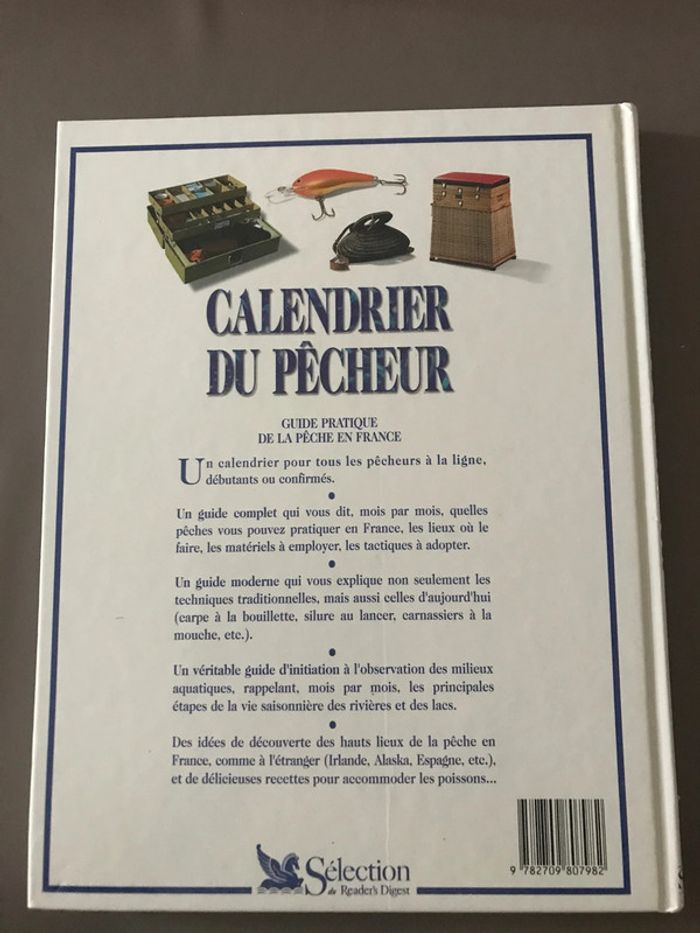 CALENDRIER
DU PÊCHEUR
GUIDE PRATIQUE
DE LA PÊCHE EN FRANCE
Un calendrier pour tous les pêcheurs à la ligne,
débutants ou confirmés.
•
Un guide complet qui vous dit, mois par mois, quelles
pêches vous pouvez pratiquer en France, les lieux où le
faire, les matériels à employer, les tactiques à adopter.
•
Un guide moderne qui vous explique non seulement les
techniques traditionnelles, mais aussi celles d'aujourd'hui
(carpe à la bouillette, silure au lancer, carnassiers à la
mouche, etc.).
•
Un véritable guide d'initiation à l'observation des milieux
aquatiques, rappelant, mois par mois, les principales
étapes de la vie saisonnière des rivières et des lacs.
•
Des idées de découverte des hauts lieux de la pêche en
France, comme à l'étranger (Irlande, Alaska, Espagne, etc.),
et de délicieuses recettes pour accommoder les poissons...
Sélection
du Reader's Digest
9 782709 807982